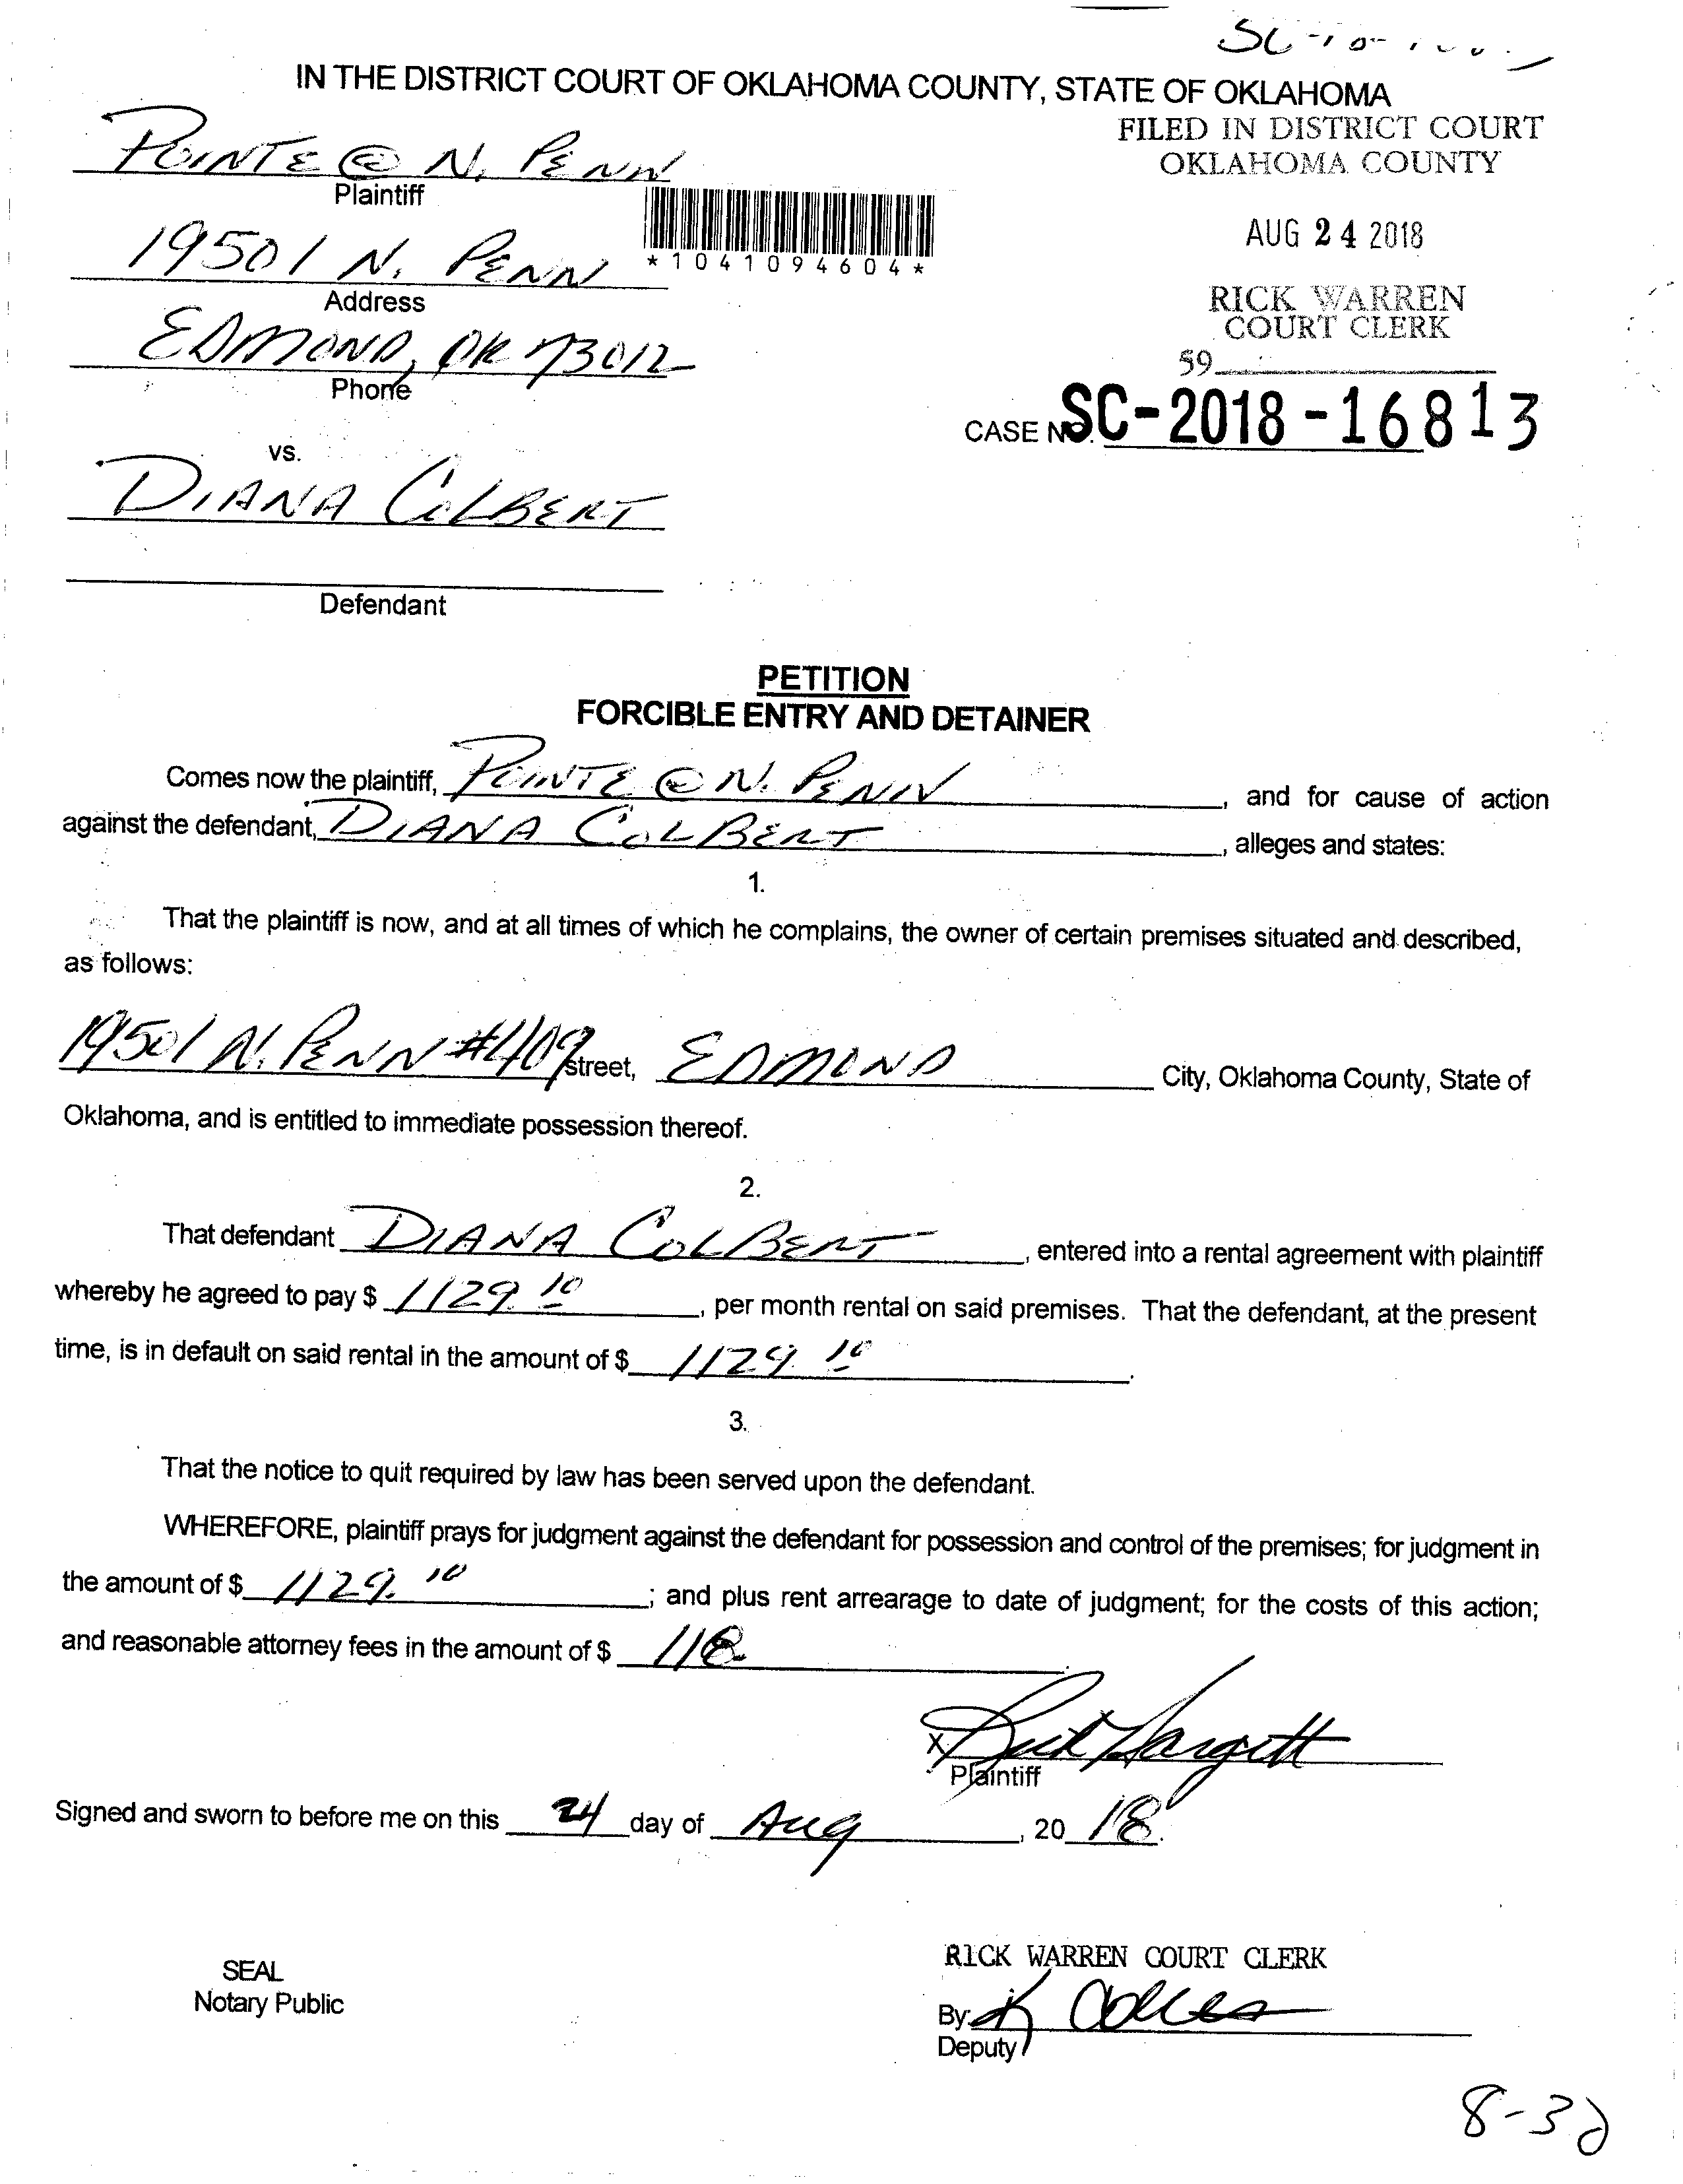 IN THE DISTRICT COURT OF OKLAHOMA COUNTY, STATE OF OKLAHOMA
FILED IN DISTRICT COURT
OKLAHOMA COUNTY
POINTE @ N. PENN
Plaintiff
*1041094604*
AUG 24 2018
19501 N. PENN
Address
RICK WARREN
COURT CLERK
EDMOND, OK 73012
Phone
59
CASE NO. SC-2018-16813
vs.
DIANA COLBERT
Defendant
PETITION
FORCIBLE ENTRY AND DETAINER
Comes now the plaintiff, POINTE @ N. PENN, and for cause of action
against the defendant, DIANA COLBERT, alleges and states:
1.
That the plaintiff is now, and at all times of which he complains, the owner of certain premises situated and described,
as follows:
19501 N. PENN #409 street, EDMOND City, Oklahoma County, State of
Oklahoma, and is entitled to immediate possession thereof.
2.
That defendant DIANA COLBERT, entered into a rental agreement with plaintiff
whereby he agreed to pay $ 1129.10, per month rental on said premises. That the defendant, at the present
time, is in default on said rental in the amount of $ 1129.10.
3.
That the notice to quit required by law has been served upon the defendant.
WHEREFORE, plaintiff prays for judgment against the defendant for possession and control of the premises; for judgment in
the amount of $ 1129.10; and plus rent arrearage to date of judgment; for the costs of this action;
and reasonable attorney fees in the amount of $ 118.
X Hargett
Plaintiff
Signed and sworn to before me on this 24 day of Aug, 20 18.
RICK WARREN COURT CLERK
SEAL
Notary Public
By K
Deputy